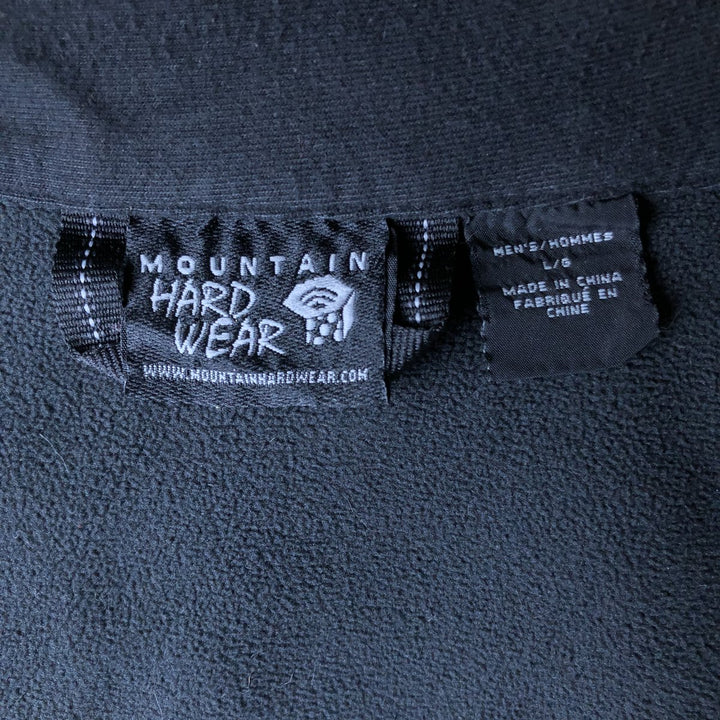 MOUNTAIN
HARD
WEAR
WWW.MOUNTAINHARDWEAR.COM
MEN'S/HOMMES
L/G
MADE IN CHINA
FABRIQUÉ EN
CHINE